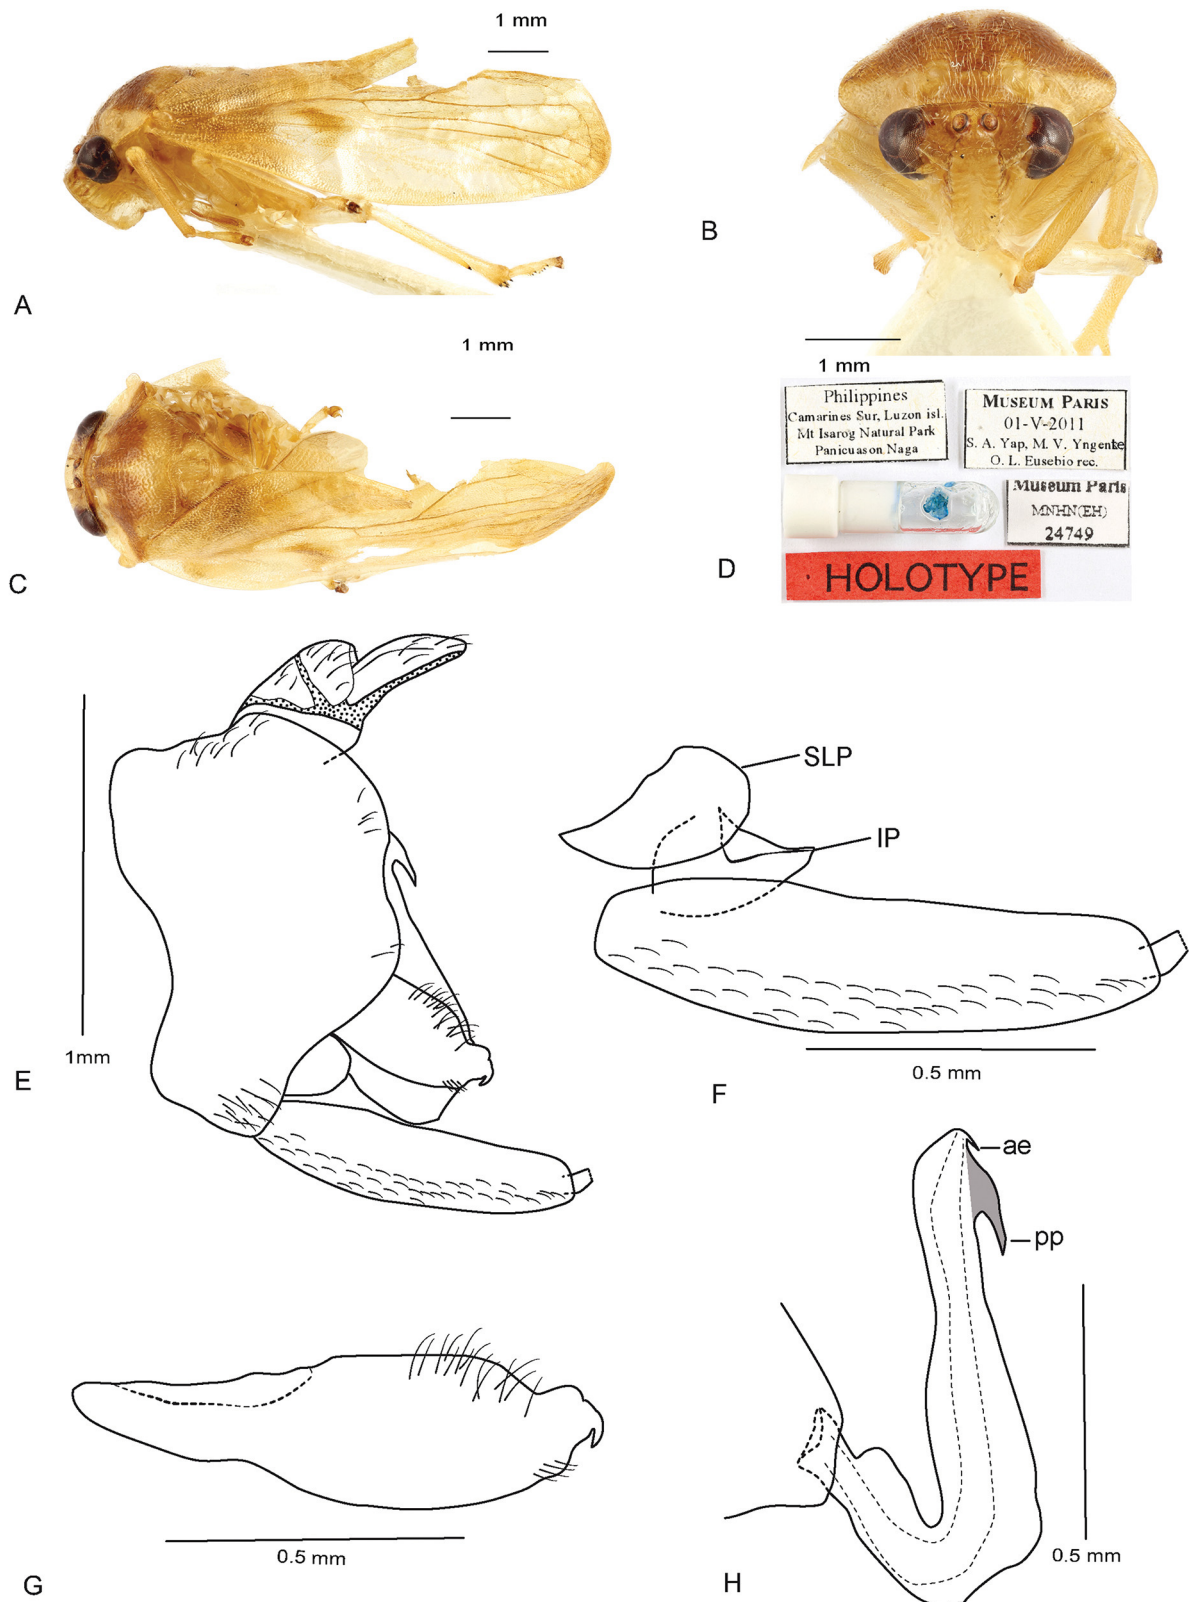 1 mm
A
B
1 mm
1 mm
C
Philippines
Camarines Sur, Luzon isl.
Mt Isarog Natural Park
Panicuason Naga
MUSEUM PARIS
01-V-2011
S. A. Yap, M. V. Yngente
O. L. Eusebio rec.
Museum Paris
MNHN(EH)
24749
D
HOLOTYPE
1mm
E
SLP
IP
0.5 mm
F
0.5 mm
G
ae
pp
0.5 mm
H